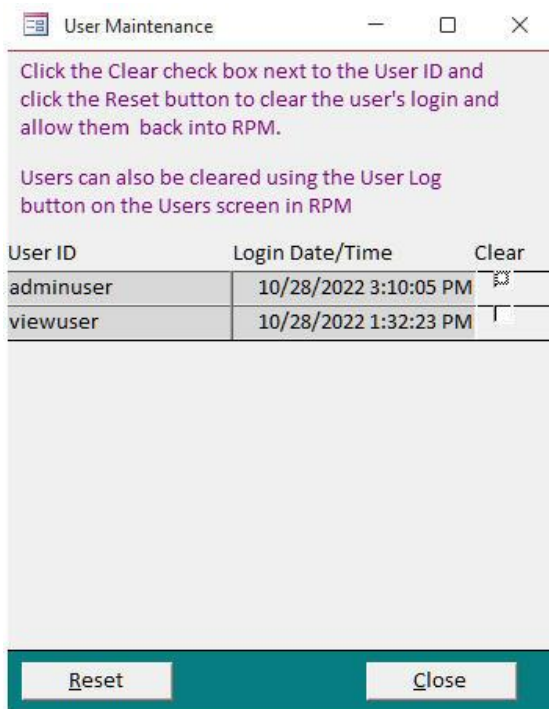 User Maintenance
Click the Clear check box next to the User ID and
click the Reset button to clear the user's login and
allow them back into RPM.
Users can also be cleared using the User Log
button on the Users screen in RPM
User ID Login Date/Time Clear
adminuser 10/28/2022 3:10:05 PM
viewuser 10/28/2022 1:32:23 PM
Reset Close